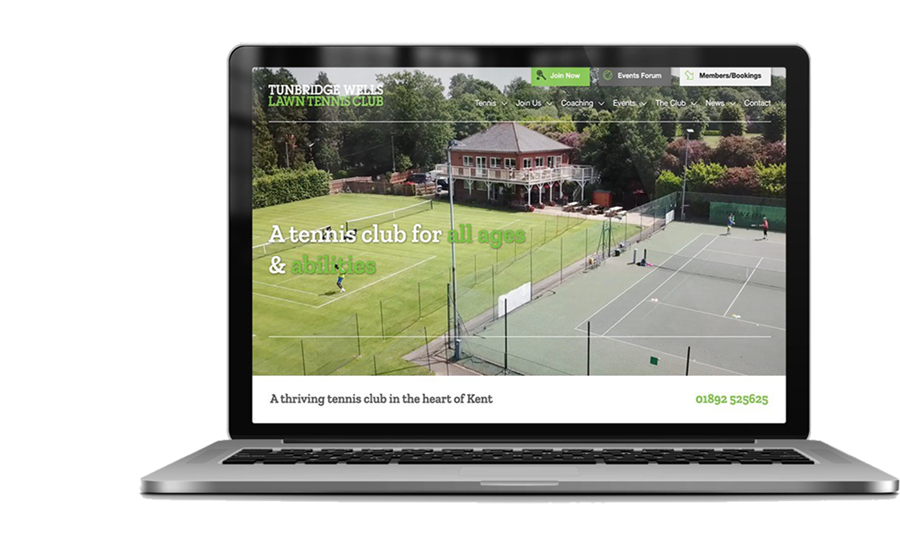 Join Now
Events Forum
Members/Bookings
TUNBRIDGE WELLS
LAWN TENNIS CLUB
Tennis Join Us Coaching Events The Club News Contact
A tennis club for all ages
& abilities
A thriving tennis club in the heart of Kent
01892 525625